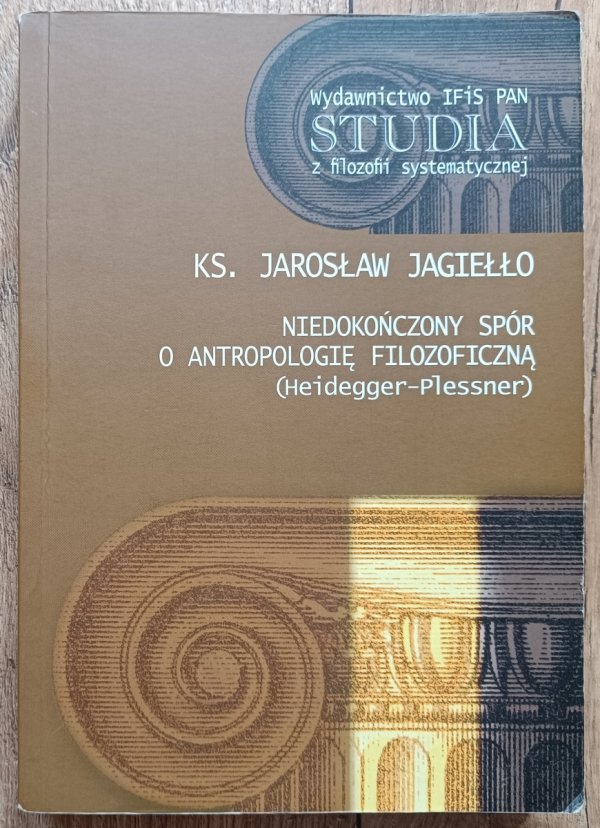 Wydawnictwo IFiS PAN
STUDIA
z filozofii systematycznej
KS. JAROSŁAW JAGIEŁŁO
NIEDOKOŃCZONY SPÓR
O ANTROPOLOGIĘ FILOZOFICZNĄ
(Heidegger–Plessner)